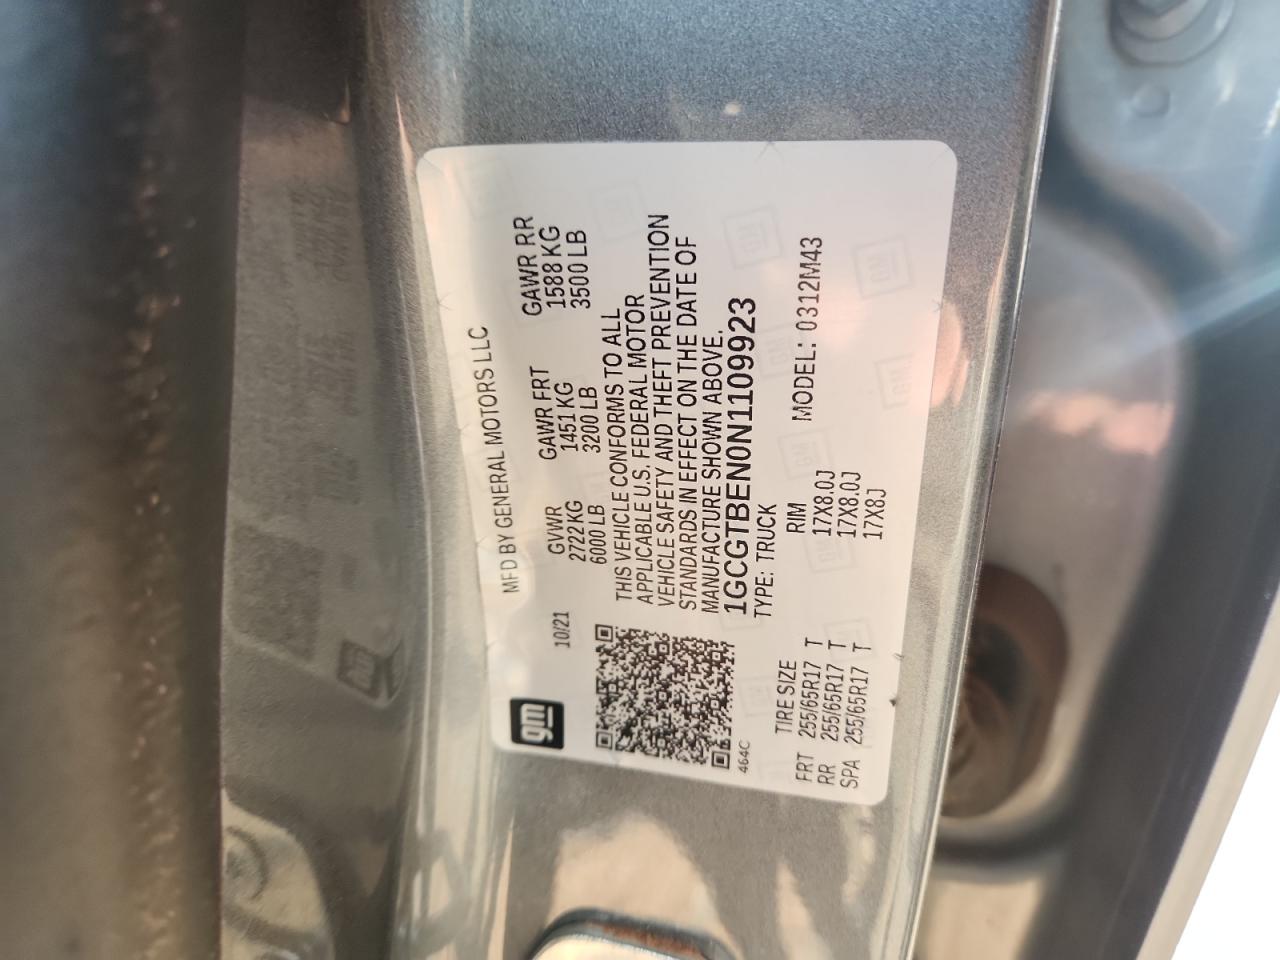 gm
MFD BY GENERAL MOTORS LLC
10/21
GVWR GAWR FRT GAWR RR
2722KG 1451 KG 1588 KG
6000 LB 3200 LB 3500 LB
THIS VEHICLE CONFORMS TO ALL
APPLICABLE U.S. FEDERAL MOTOR
VEHICLE SAFETY AND THEFT PREVENTION
STANDARDS IN EFFECT ON THE DATE OF
MANUFACTURE SHOWN ABOVE.
1GCGTBEN0N1109923
464C
TYPE: TRUCK MODEL: 0312M43
TIRE SIZE RIM
FRT 255/65R17 T 17X8.0J
RR 255/65R17 T 17X8.0J
SPA 255/65R17 T 17X8J